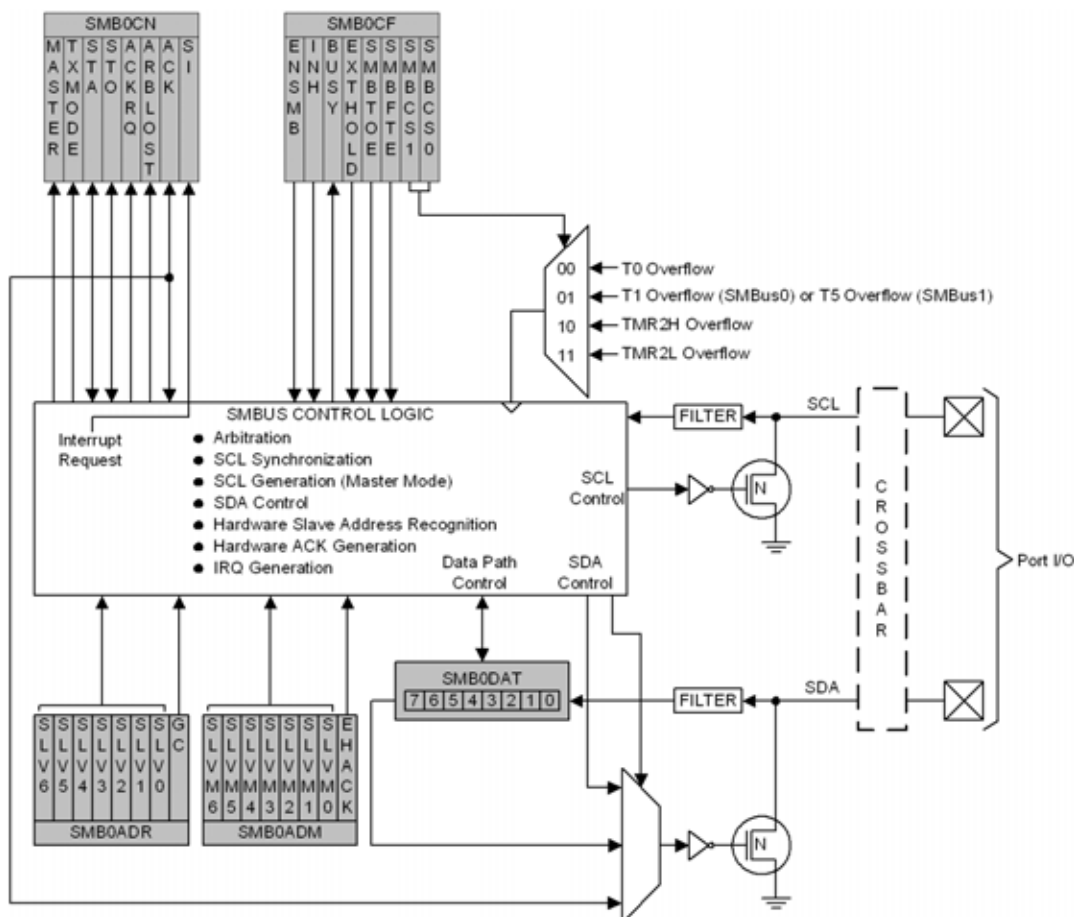 SMB0CN
MASTER
TXMODE
STA
STO
ACKRQ
ARBLOST
ACK
SI
SMB0CF
ENSMB
INH
BUSY
EXTHOLD
SMBTOE
SMBFTE
SMBCS1
SMBCS0
00
T0 Overflow
01
T1 Overflow (SMBus0) or T5 Overflow (SMBus1)
10
TMR2H Overflow
11
TMR2L Overflow
SMBUS CONTROL LOGIC
Interrupt
Request
● Arbitration
● SCL Synchronization
● SCL Generation (Master Mode)
● SDA Control
● Hardware Slave Address Recognition
● Hardware ACK Generation
● IRQ Generation
Data Path
Control
SDA
Control
SCL
Control
FILTER
SCL
N
CROSSBAR
Port I/O
SMB0DAT
7 6 5 4 3 2 1 0
FILTER
SDA
N
SLV6
SLV5
SLV4
SLV3
SLV2
SLV1
SLV0
GC
SMB0ADR
SLVM6
SLVM5
SLVM4
SLVM3
SLVM2
SLVM1
SLVM0
EHACK
SMB0ADM